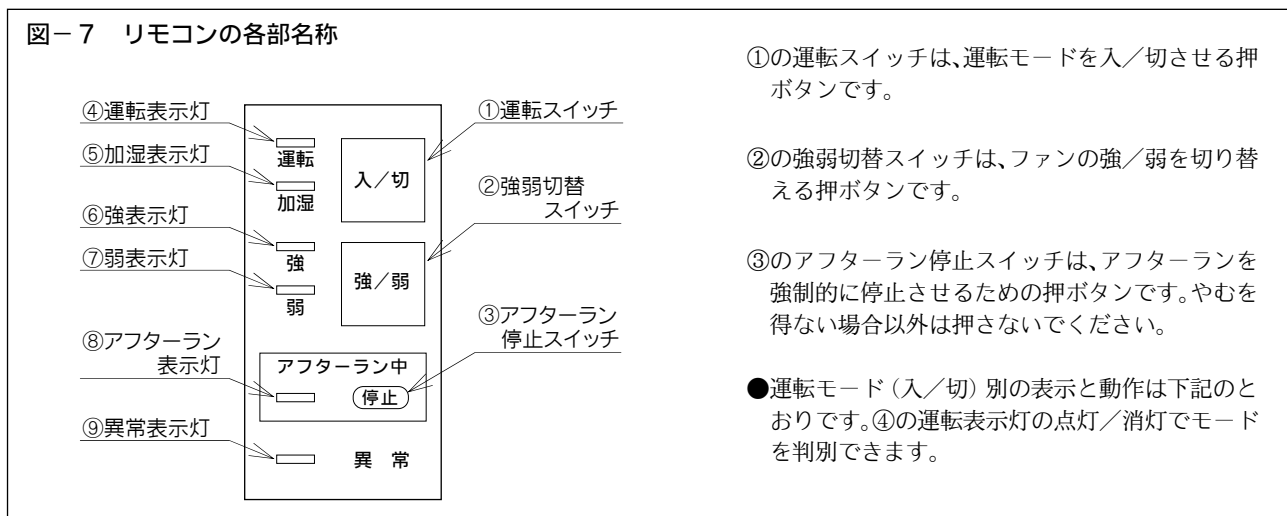 図－７ リモコンの各部名称
④運転表示灯
⑤加湿表示灯
⑥強表示灯
⑦弱表示灯
⑧アフターラン
表示灯
⑨異常表示灯
運転
加湿
入／切
強
弱
強／弱
アフターラン中
停止
異 常
①運転スイッチ
②強弱切替
スイッチ
③アフターラン
停止スイッチ
①の運転スイッチは、運転モードを入／切させる押
ボタンです。
②の強弱切替スイッチは、ファンの強／弱を切り替
える押ボタンです。
③のアフターラン停止スイッチは、アフターランを
強制的に停止させるための押ボタンです。やむを
得ない場合以外は押さないでください。
●運転モード（入／切）別の表示と動作は下記のと
おりです。④の運転表示灯の点灯／消灯でモード
を判別できます。